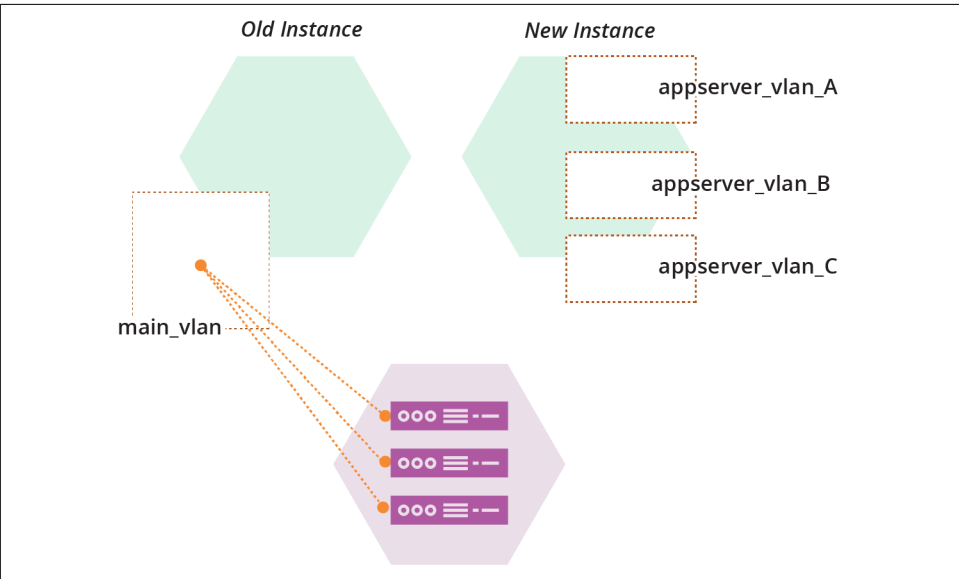 Old Instance
New Instance
appserver_vlan_A
appserver_vlan_B
appserver_vlan_C
main_vlan